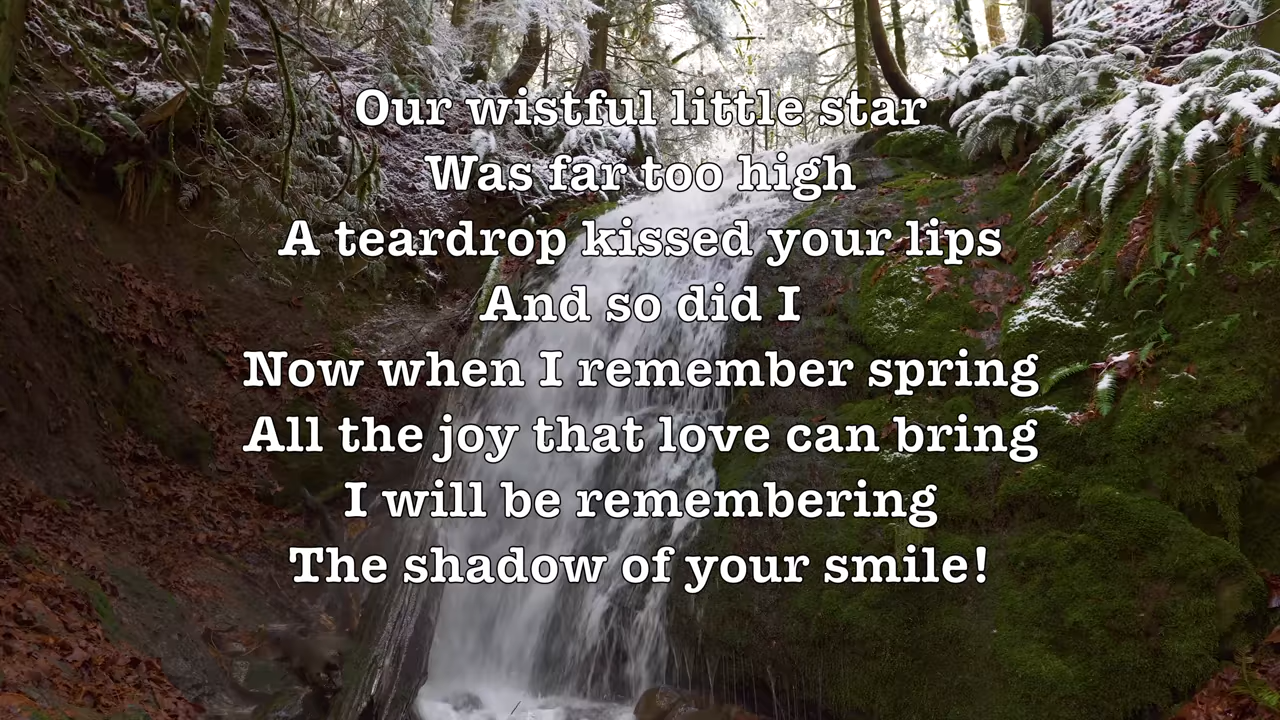 Our wistful little star
Was far too high
A teardrop kissed your lips
And so did I
Now when I remember spring
All the joy that love can bring
I will be remembering
The shadow of your smile!